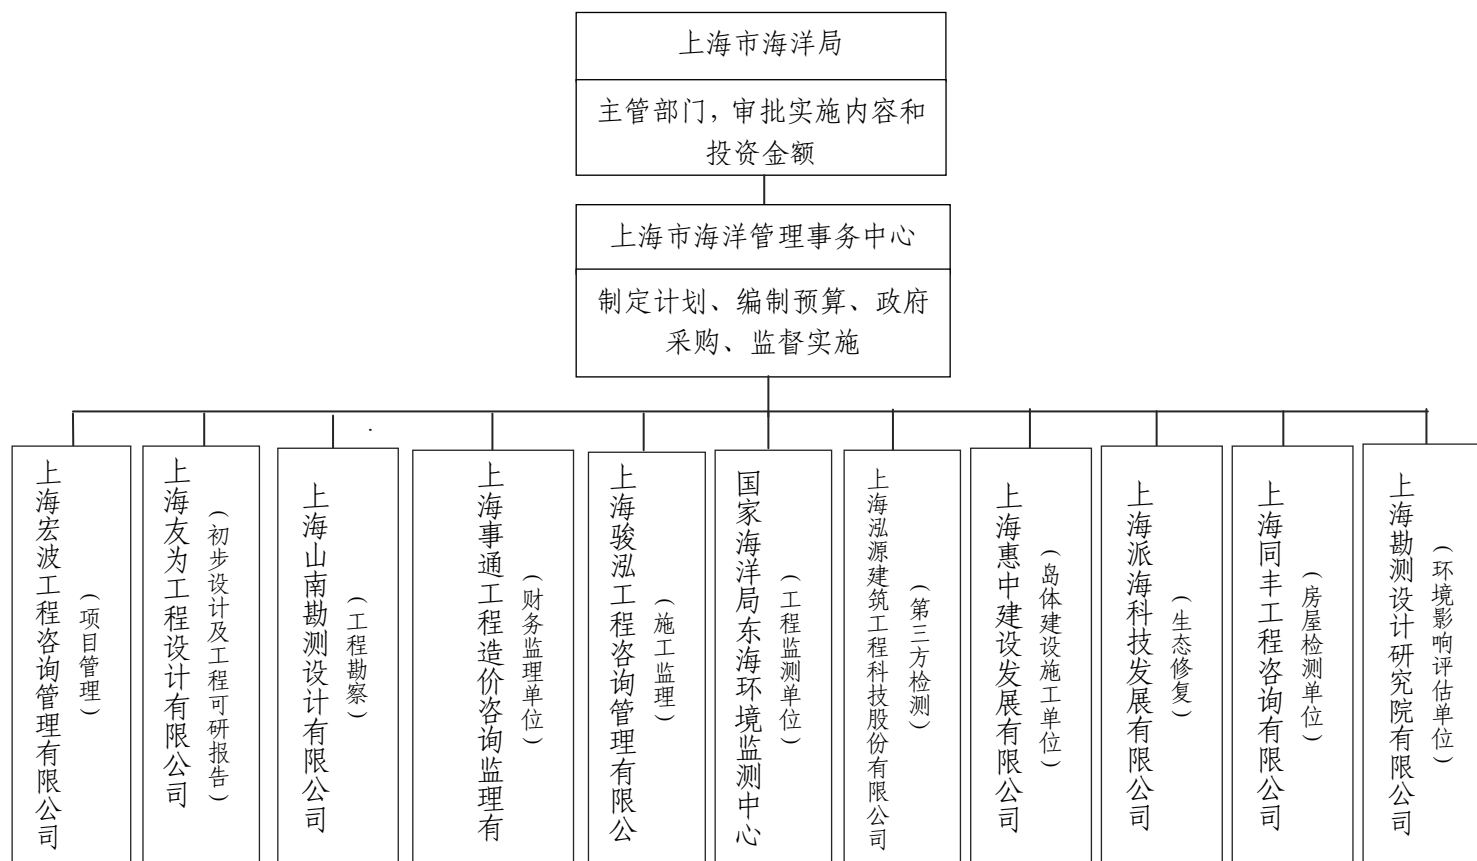 上海市海洋局
主管部门，审批实施内容和
投资金额
上海市海洋管理事务中心
制定计划、编制预算、政府
采购、监督实施
上海宏波工程咨询管理有限公司
（项目管理）
上海友为工程设计有限公司
（初步设计及工程可研报告）
上海山南勘测设计有限公司
（工程勘察）
上海事通工程造价咨询监理有
（财务监理单位）
上海骏泓工程咨询管理有限公
（施工监理）
国家海洋局东海环境监测中心
（工程监测单位）
上海泓源建筑工程科技股份有限公司
（第三方检测）
上海惠中建设发展有限公司
（岛体建设施工单位）
上海派海科技发展有限公司
（生态修复）
上海同丰工程咨询有限公司
（房屋检测单位）
上海勘测设计研究院有限公司
（环境影响评估单位）